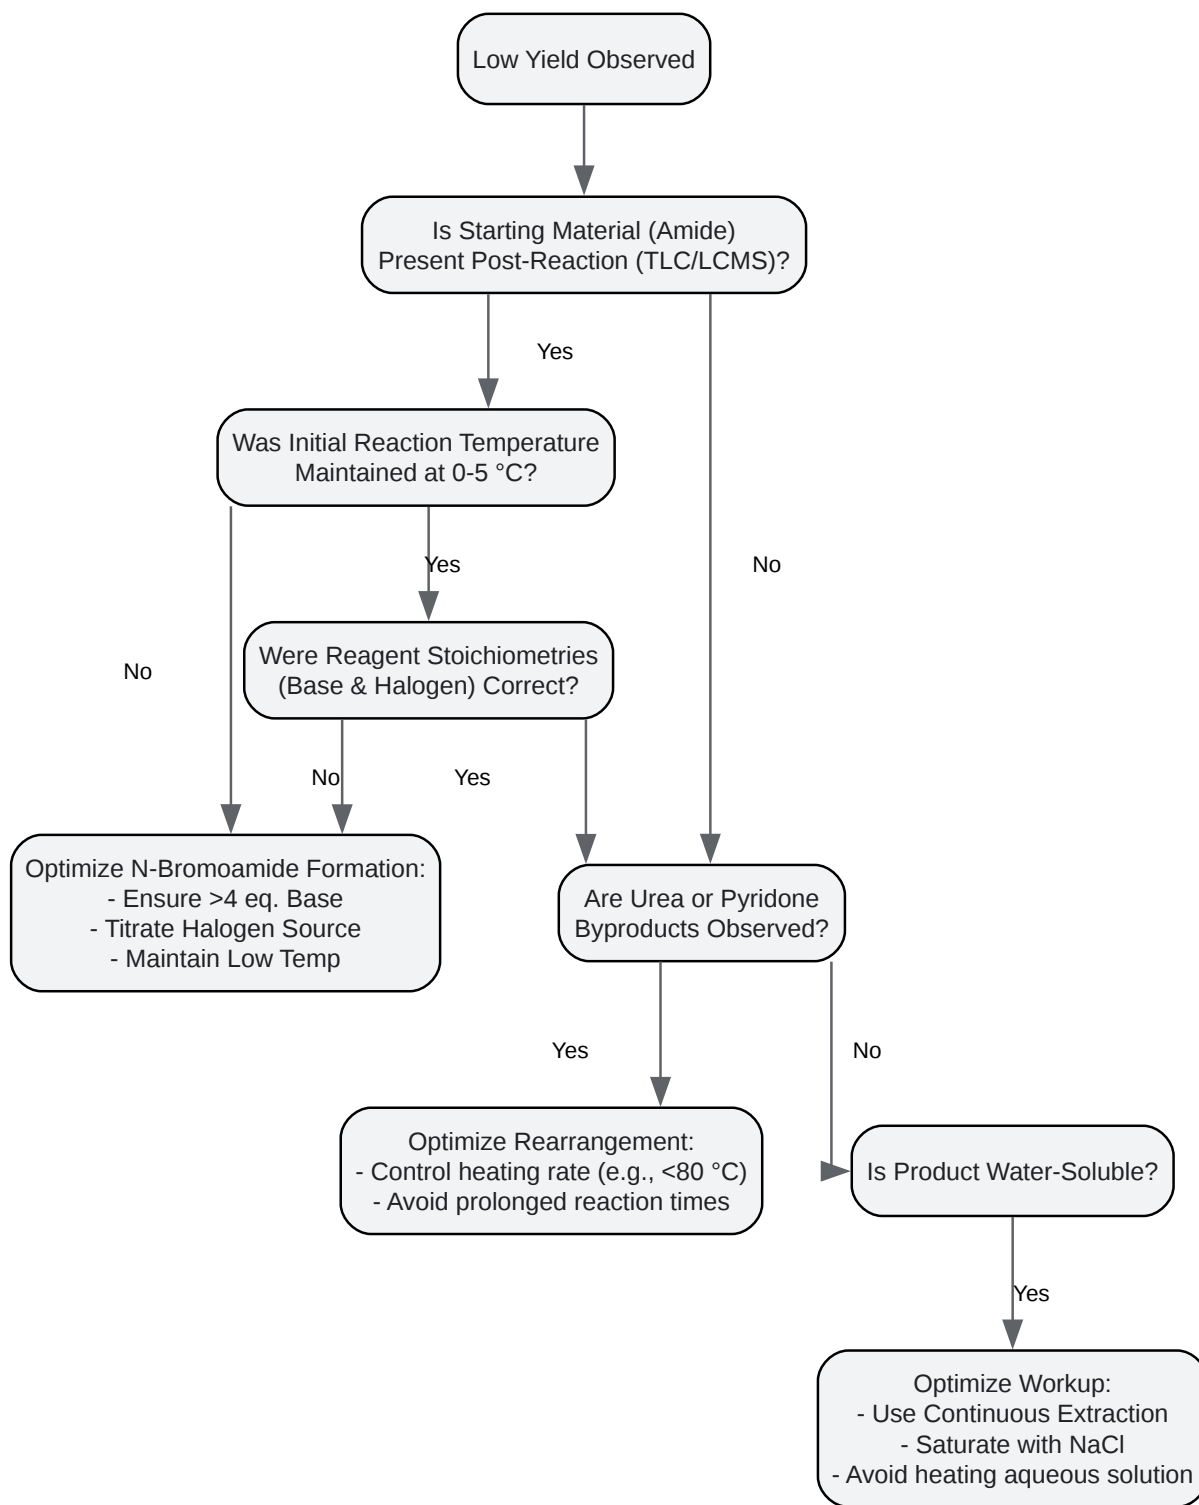 Low Yield Observed
Is Starting Material (Amide)
Present Post-Reaction (TLC/LCMS)?
Yes
Was Initial Reaction Temperature
Maintained at 0-5 °C?
Yes
No
Were Reagent Stoichiometries
(Base & Halogen) Correct?
No
No
Yes
Optimize N-Bromoamide Formation:
- Ensure >4 eq. Base
- Titrate Halogen Source
- Maintain Low Temp
Are Urea or Pyridone
Byproducts Observed?
Yes
No
Optimize Rearrangement:
- Control heating rate (e.g., <80 °C)
- Avoid prolonged reaction times
Is Product Water-Soluble?
Yes
Optimize Workup:
- Use Continuous Extraction
- Saturate with NaCl
- Avoid heating aqueous solution